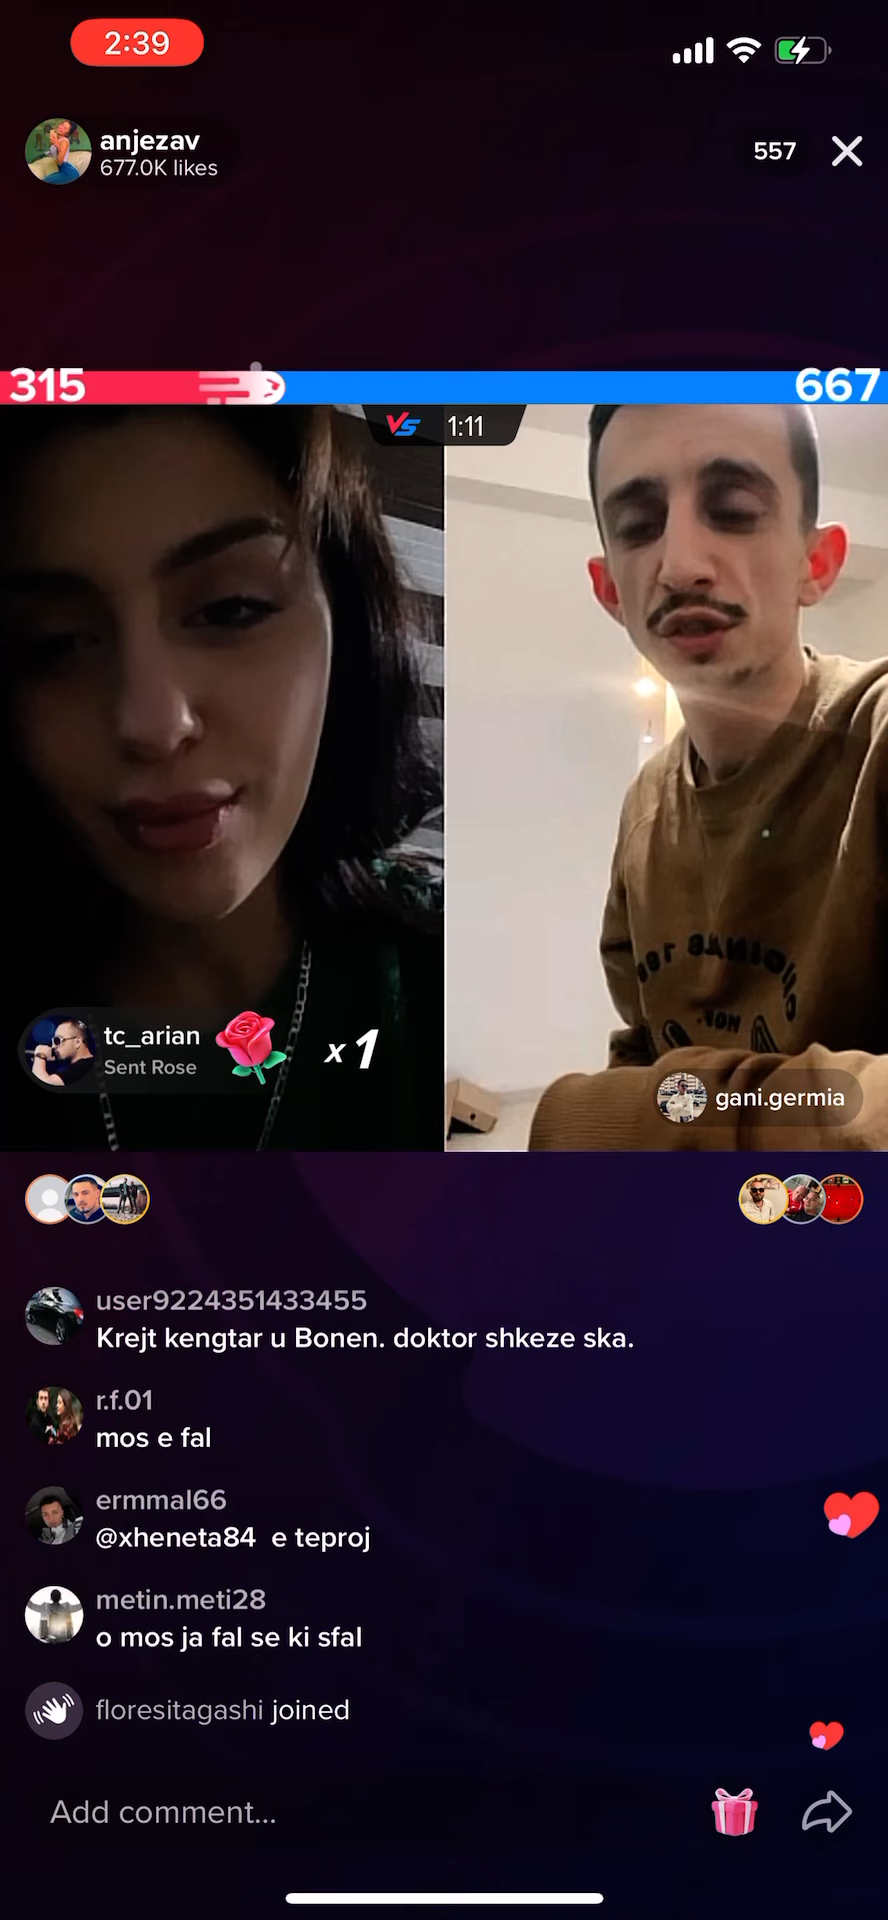 2:39
anjezav
677.0K likes
557
315
667
VS 1:11
tc_arian
Sent Rose
x1
gani.germia
user9224351433455
Krejt kengtar u Bonen. doktor shkeze ska.
r.f.01
mos e fal
ermmal66
@xheneta84 e teproj
metin.meti28
o mos ja fal se ki sfal
floresitagashi joined
Add comment...